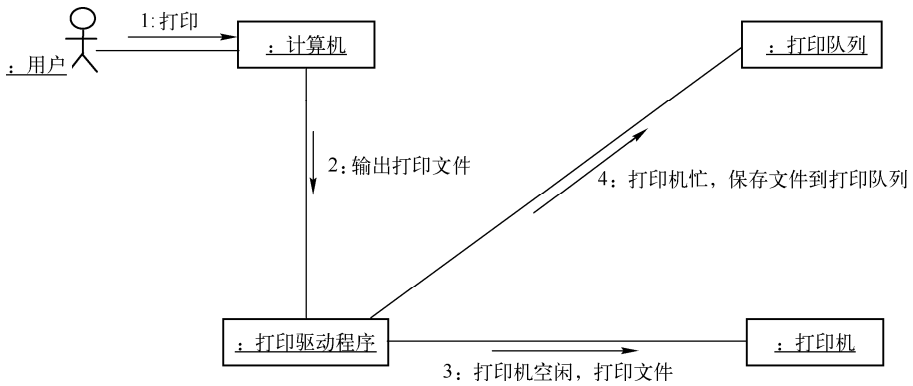 1:打印
：用户
：计算机
：打印队列
2:输出打印文件
4：打印机忙，保存文件到打印队列
：打印驱动程序
：打印机
3：打印机空闲，打印文件